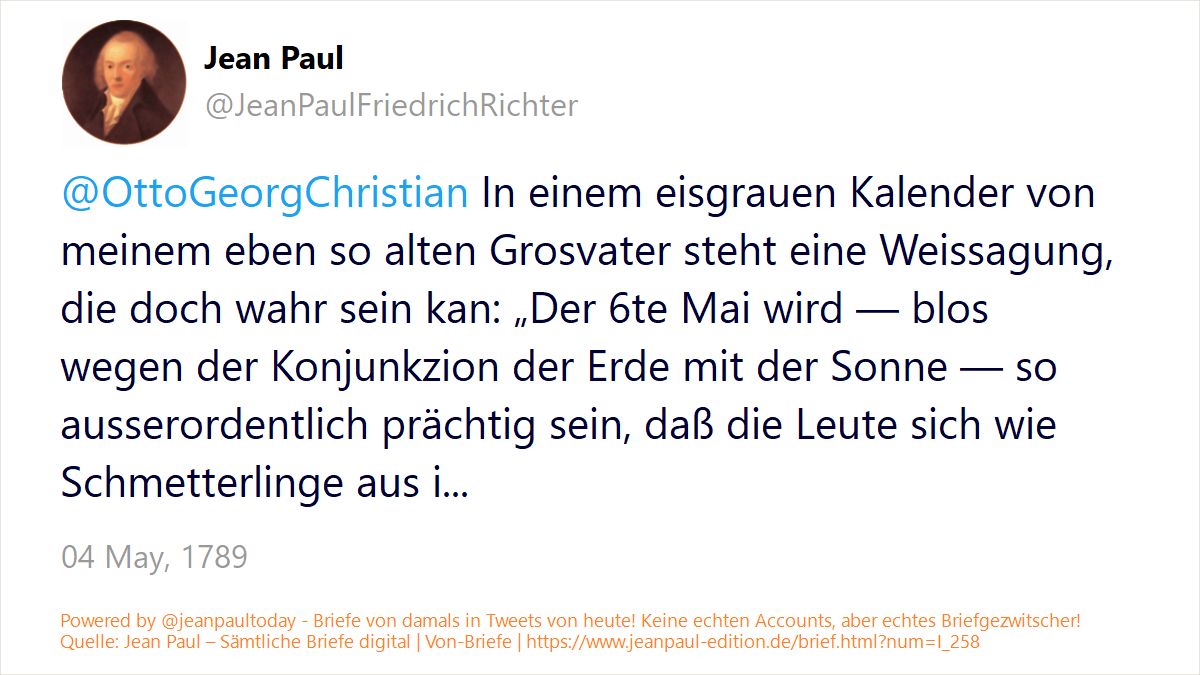 Jean Paul
@JeanPaulFriedrichRichter
@OttoGeorgChristian In einem eisgrauen Kalender von
meinem eben so alten Grosvater steht eine Weissagung,
die doch wahr sein kan: „Der 6te Mai wird — blos
wegen der Konjunkzion der Erde mit der Sonne — so
ausserordentlich prächtig sein, daß die Leute sich wie
Schmetterlinge aus i...
04 May, 1789
Powered by @jeanpaultoday - Briefe von damals in Tweets von heute! Keine echten Accounts, aber echtes Briefgezwitscher!
Quelle: Jean Paul – Sämtliche Briefe digital | Von-Briefe | https://www.jeanpaul-edition.de/brief.html?num=I_258